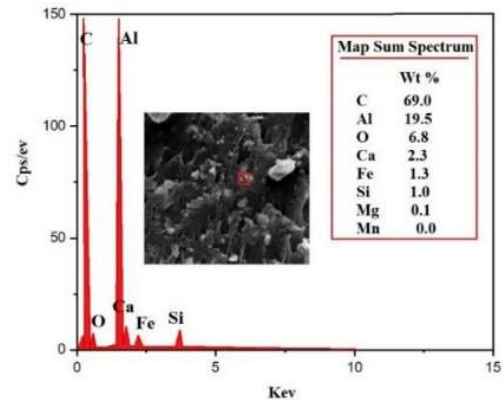 150
C
Al
Map Sum Spectrum
Wt %
C 69.0
Al 19.5
O 6.8
Ca 2.3
Fe 1.3
Si 1.0
Mg 0.1
Mn 0.0
100
Cps/ev
50
Ca
O
Fe
Si
0
0
5
10
15
Kev